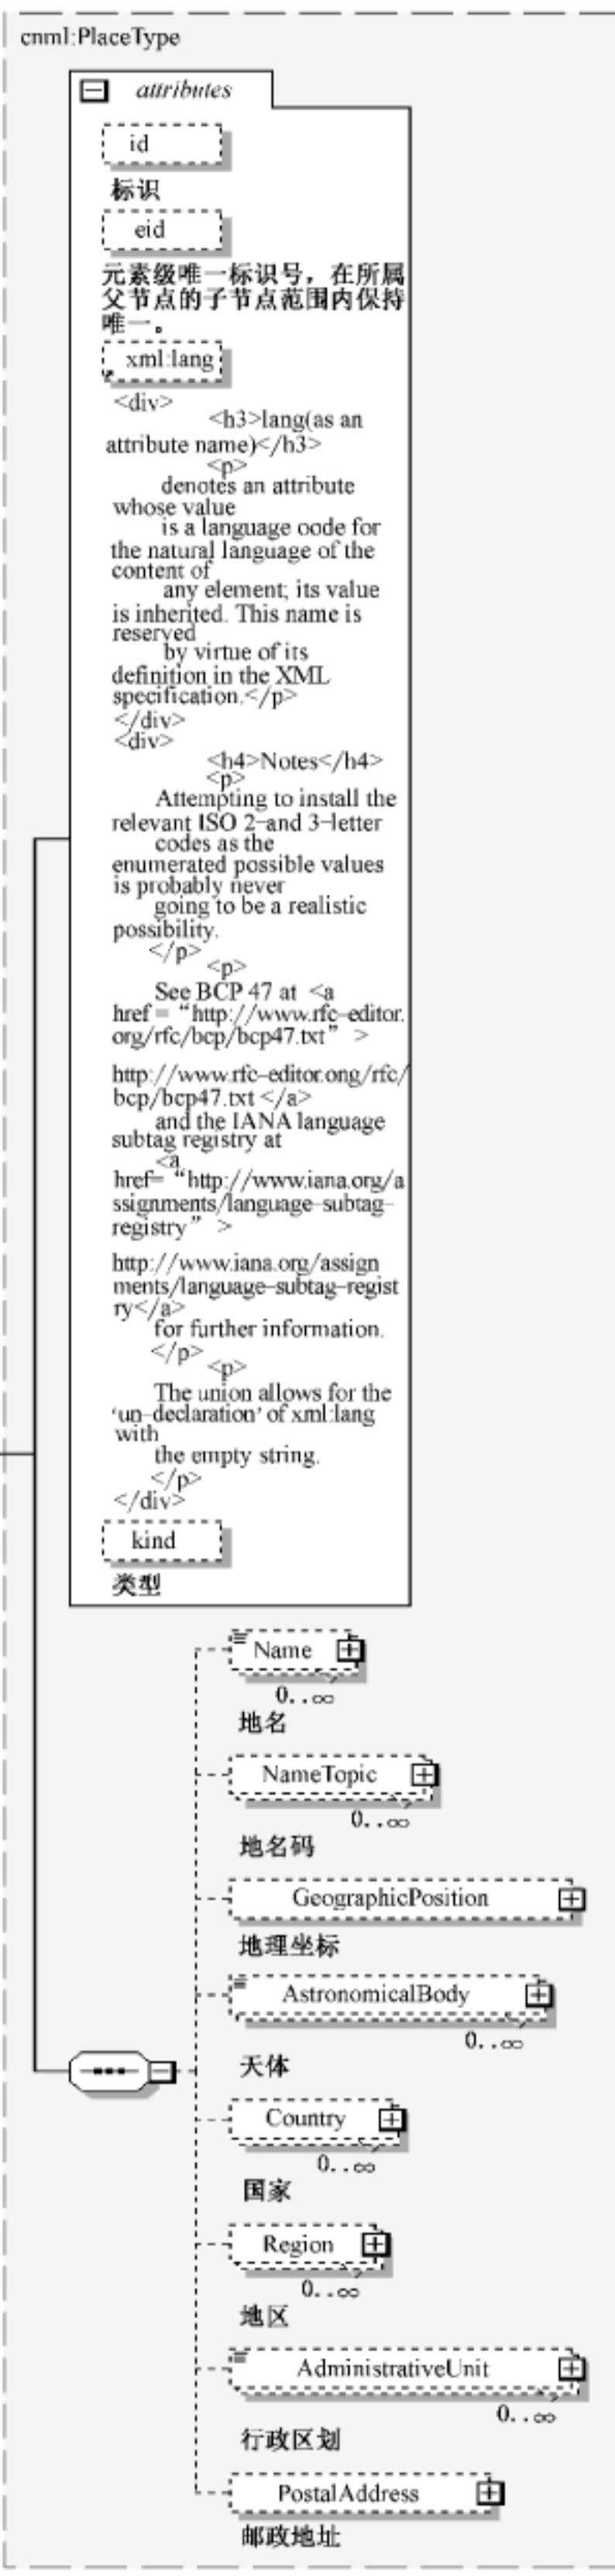 cnml:PlaceType
attributes
id
标识
eid
元素级唯一标识号，在所属
父节点的子节点范围内保持
唯一。
xml:lang
<div>
<h3>lang(as an
attribute name)</h3>
<p>
denotes an attribute
whose value
is a language oode for
the natural language of the
content of
any element; its value
is inherited. This name is
reserved
by virtue of its
definition in the XML
specification.</p>
</div>
<div>
<h4>Notes</h4>
<p>
Attempting to install the
relevant ISO 2-and 3-letter
codes as the
enumerated possible values
is probably never
going to be a realistic
possibility.
</p>
<p>
See BCP 47 at <a
href = “http://www.rfc-editor.
org/rfc/bcp/bcp47.txt” >
http://www.rfc-editor.ong/rfc/
bcp/bcp47.txt </a>
and the IANA language
subtag registry at
<a
href= “http://www.iana.org/a
ssignments/language-subtag-
registry” >
http://www.iana.org/assign
ments/language-subtag-regist
ry</a>
for further information.
</p>
<p>
The union allows for the
‘un-declaration’ of xml:lang
with
the empty string.
</p>
</div>
kind
类型
Name
0..∞
地名
NameTopic
0..∞
地名码
GeographicPosition
地理坐标
AstronomicalBody
0..∞
天体
Country
0..∞
国家
Region
0..∞
地区
AdministrativeUnit
0..∞
行政区划
PostalAddress
邮政地址